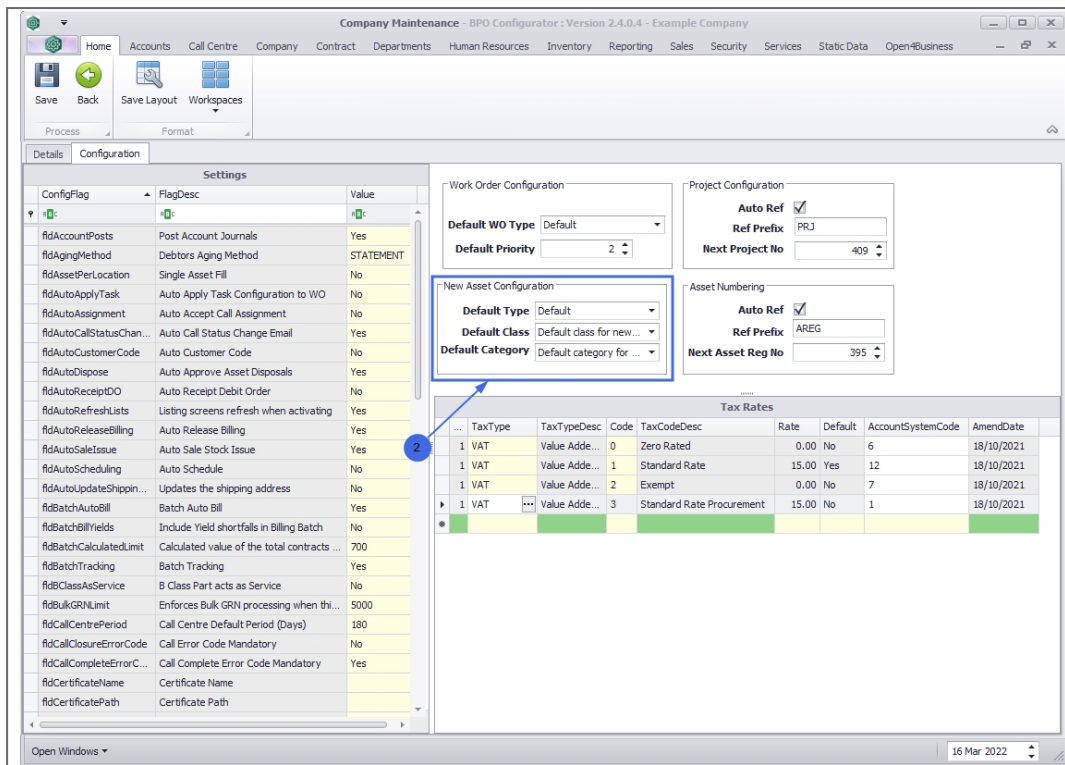 Company Maintenance - BPO Configurator : Version 2.4.0.4 - Example Company
Home Accounts Call Centre Company Contract Departments Human Resources Inventory Reporting Sales Security Services Static Data Open4Business
Save Back Save Layout Workspaces
Process Format
Details Configuration
Settings
ConfigFlag FlagDesc Value
fldAccountPosts Post Account Journals Yes
fldAgingMethod Debtors Aging Method STATEMENT
fldAssetPerLocation Single Asset Fill No
fldAutoApplyTask Auto Apply Task Configuration to WO No
fldAutoAssignment Auto Accept Call Assignment No
fldAutoCallStatusChan... Auto Call Status Change Email Yes
fldAutoCustomerCode Auto Customer Code No
fldAutoDispose Auto Approve Asset Disposals Yes
fldAutoReceiptDO Auto Receipt Debit Order No
fldAutoRefreshLists Listing screens refresh when activating Yes
fldAutoReleaseBilling Auto Release Billing Yes
fldAutoSaleIssue Auto Sale Stock Issue Yes
fldAutoScheduling Auto Schedule No
fldAutoUpdateShippin... Updates the shipping address No
fldBatchAutoBill Batch Auto Bill Yes
fldBatchBillYields Include Yield shortfalls in Billing Batch No
fldBatchCalculatedLimit Calculated value of the total contracts ... 700
fldBatchTracking Batch Tracking Yes
fldBClassAsService B Class Part acts as Service No
fldBulkGRNLimit Enforces Bulk GRN processing when thi... 5000
fldCallCentrePeriod Call Centre Default Period (Days) 180
fldCallClosureErrorCode Call Error Code Mandatory No
fldCallCompleteErrorC... Call Complete Error Code Mandatory Yes
fldCertificateName Certificate Name
fldCertificatePath Certificate Path
Work Order Configuration
Default WO Type Default
Default Priority 2
Project Configuration
Auto Ref
Ref Prefix PRJ
Next Project No 409
New Asset Configuration
Default Type Default
Default Class Default class for new...
Default Category Default category for ...
Asset Numbering
Auto Ref
Ref Prefix AREG
Next Asset Reg No 395
2
Tax Rates
... TaxType TaxTypeDesc Code TaxCodeDesc Rate Default AccountSystemCode AmendDate
1 VAT Value Adde... 0 Zero Rated 0.00 No 6 18/10/2021
1 VAT Value Adde... 1 Standard Rate 15.00 Yes 12 18/10/2021
1 VAT Value Adde... 2 Exempt 0.00 No 7 18/10/2021
1 VAT ... Value Adde... 3 Standard Rate Procurement 15.00 No 1 18/10/2021
Open Windows 16 Mar 2022